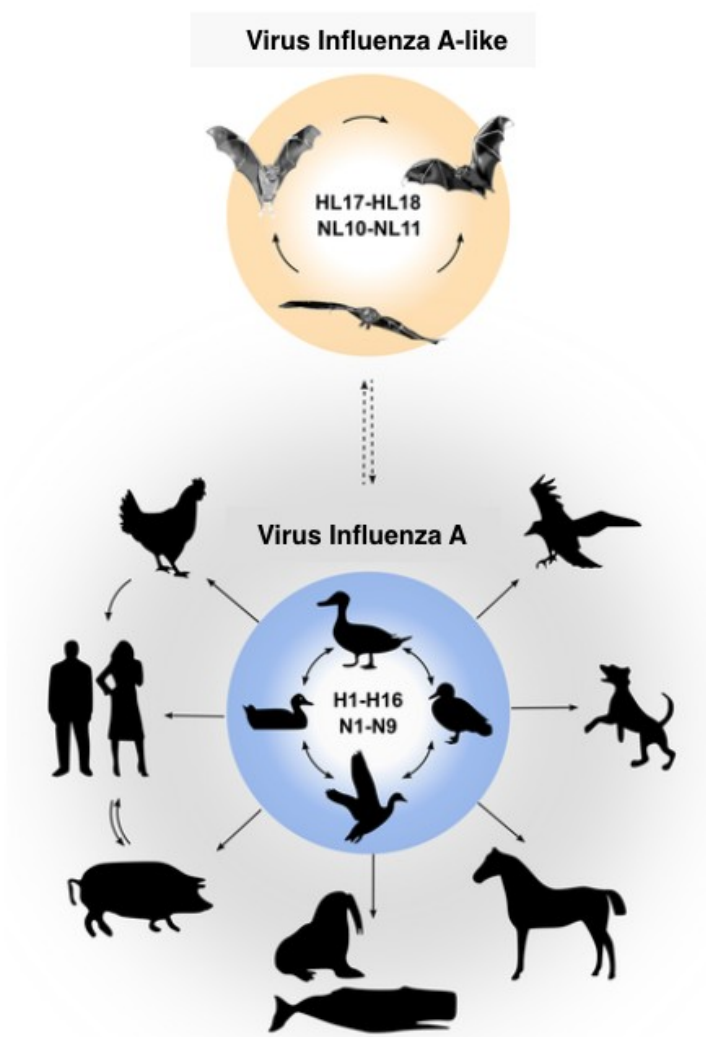 Virus Influenza A-like
HL17-HL18
NL10-NL11
Virus Influenza A
H1-H16
N1-N9